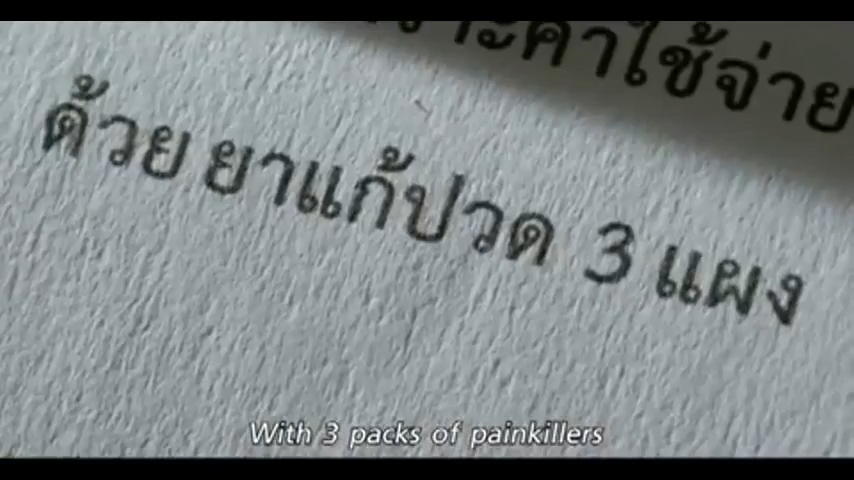 ค่าใช้จ่าย
ด้วย ยาแก้ปวด 3 แผง
With 3 packs of painkillers